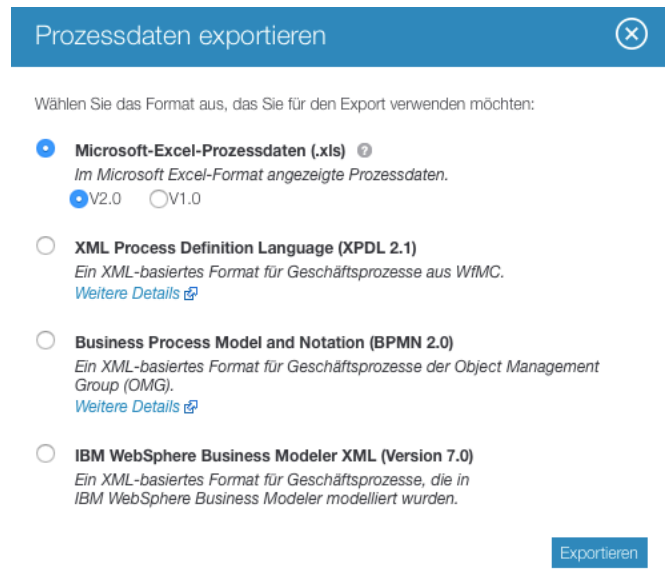 Prozessdaten exportieren
Wählen Sie das Format aus, das Sie für den Export verwenden möchten:
Microsoft-Excel-Prozessdaten (.xls) ?
Im Microsoft Excel-Format angezeigte Prozessdaten.
V2.0 V1.0
XML Process Definition Language (XPDL 2.1)
Ein XML-basiertes Format für Geschäftsprozesse aus WfMC.
Weitere Details
Business Process Model and Notation (BPMN 2.0)
Ein XML-basiertes Format für Geschäftsprozesse der Object Management
Group (OMG).
Weitere Details
IBM WebSphere Business Modeler XML (Version 7.0)
Ein XML-basiertes Format für Geschäftsprozesse, die in
IBM WebSphere Business Modeler modelliert wurden.
Exportieren